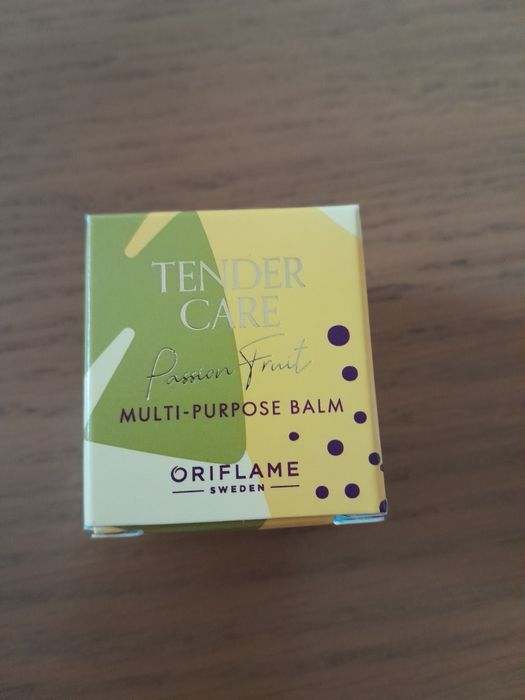 TENDER
CARE
Passion Fruit
MULTI-PURPOSE BALM
ORIFLAME
SWEDEN